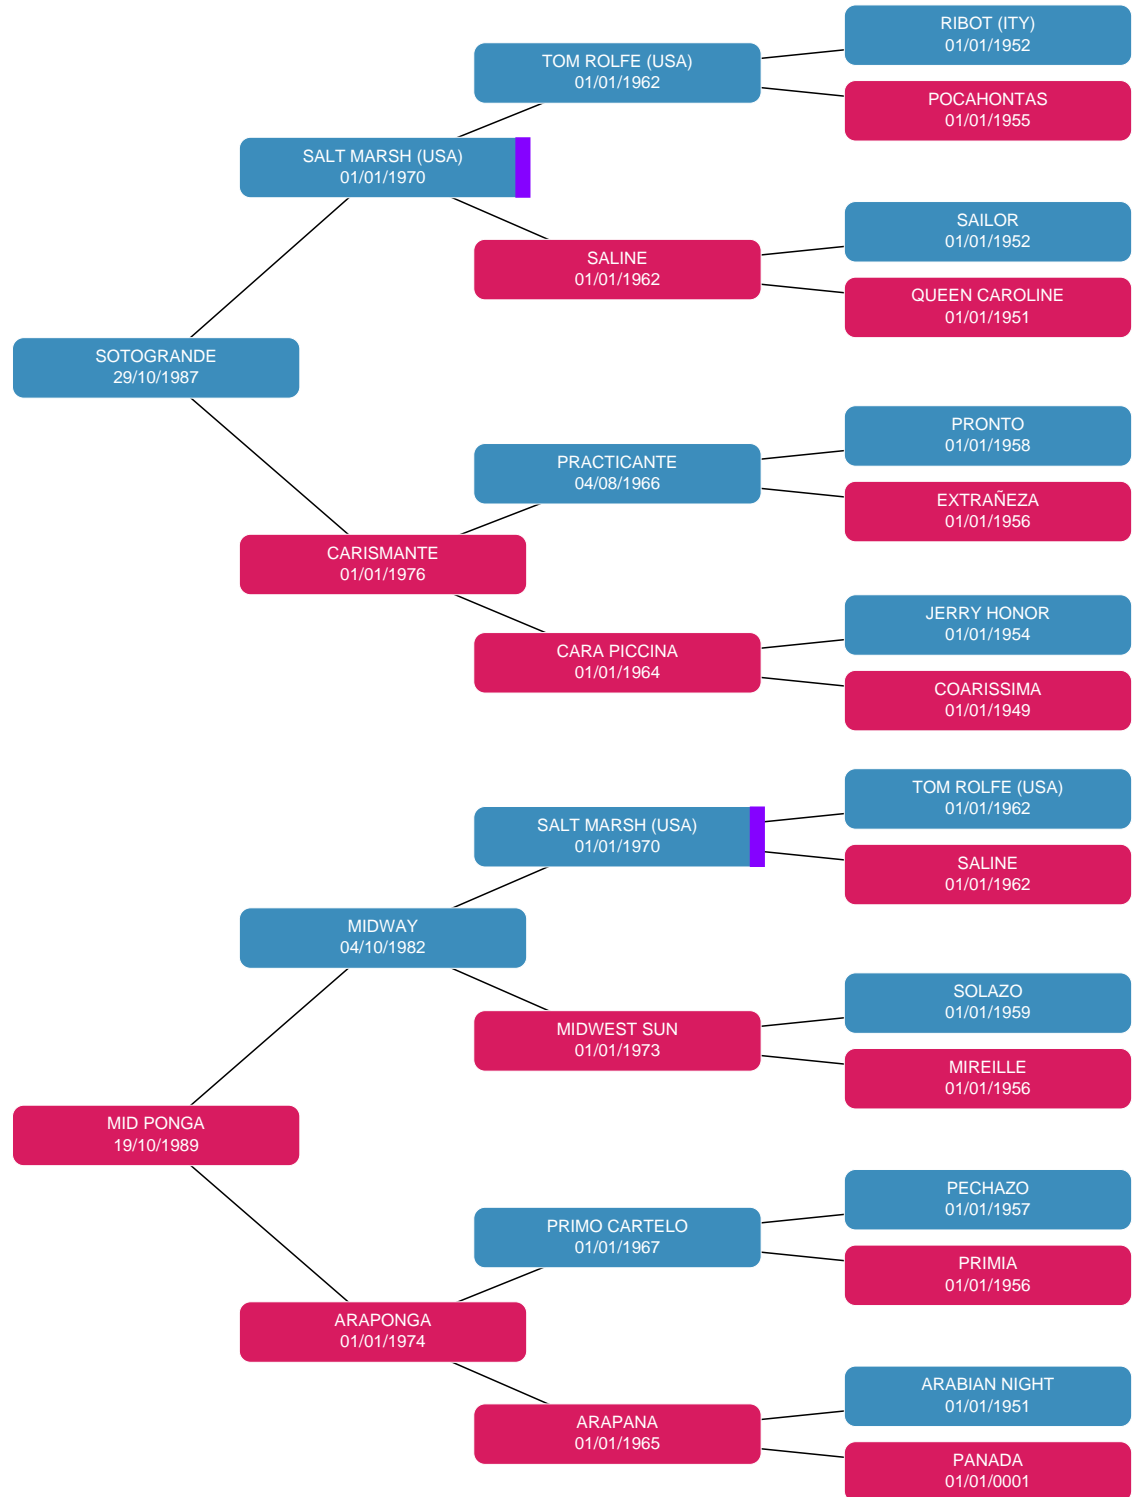 RIBOT (ITY)
01/01/1952
TOM ROLFE (USA)
01/01/1962
POCAHONTAS
01/01/1955
SALT MARSH (USA)
01/01/1970
SAILOR
01/01/1952
SALINE
01/01/1962
QUEEN CAROLINE
01/01/1951
SOTOGRANDE
29/10/1987
PRONTO
01/01/1958
PRACTICANTE
04/08/1966
EXTRAÑEZA
01/01/1956
CARISMANTE
01/01/1976
JERRY HONOR
01/01/1954
CARA PICCINA
01/01/1964
COARISSIMA
01/01/1949
TOM ROLFE (USA)
01/01/1962
SALT MARSH (USA)
01/01/1970
SALINE
01/01/1962
MIDWAY
04/10/1982
SOLAZO
01/01/1959
MIDWEST SUN
01/01/1973
MIREILLE
01/01/1956
MID PONGA
19/10/1989
PECHAZO
01/01/1957
PRIMO CARTELO
01/01/1967
PRIMIA
01/01/1956
ARAPONGA
01/01/1974
ARABIAN NIGHT
01/01/1951
ARAPANA
01/01/1965
PANADA
01/01/0001